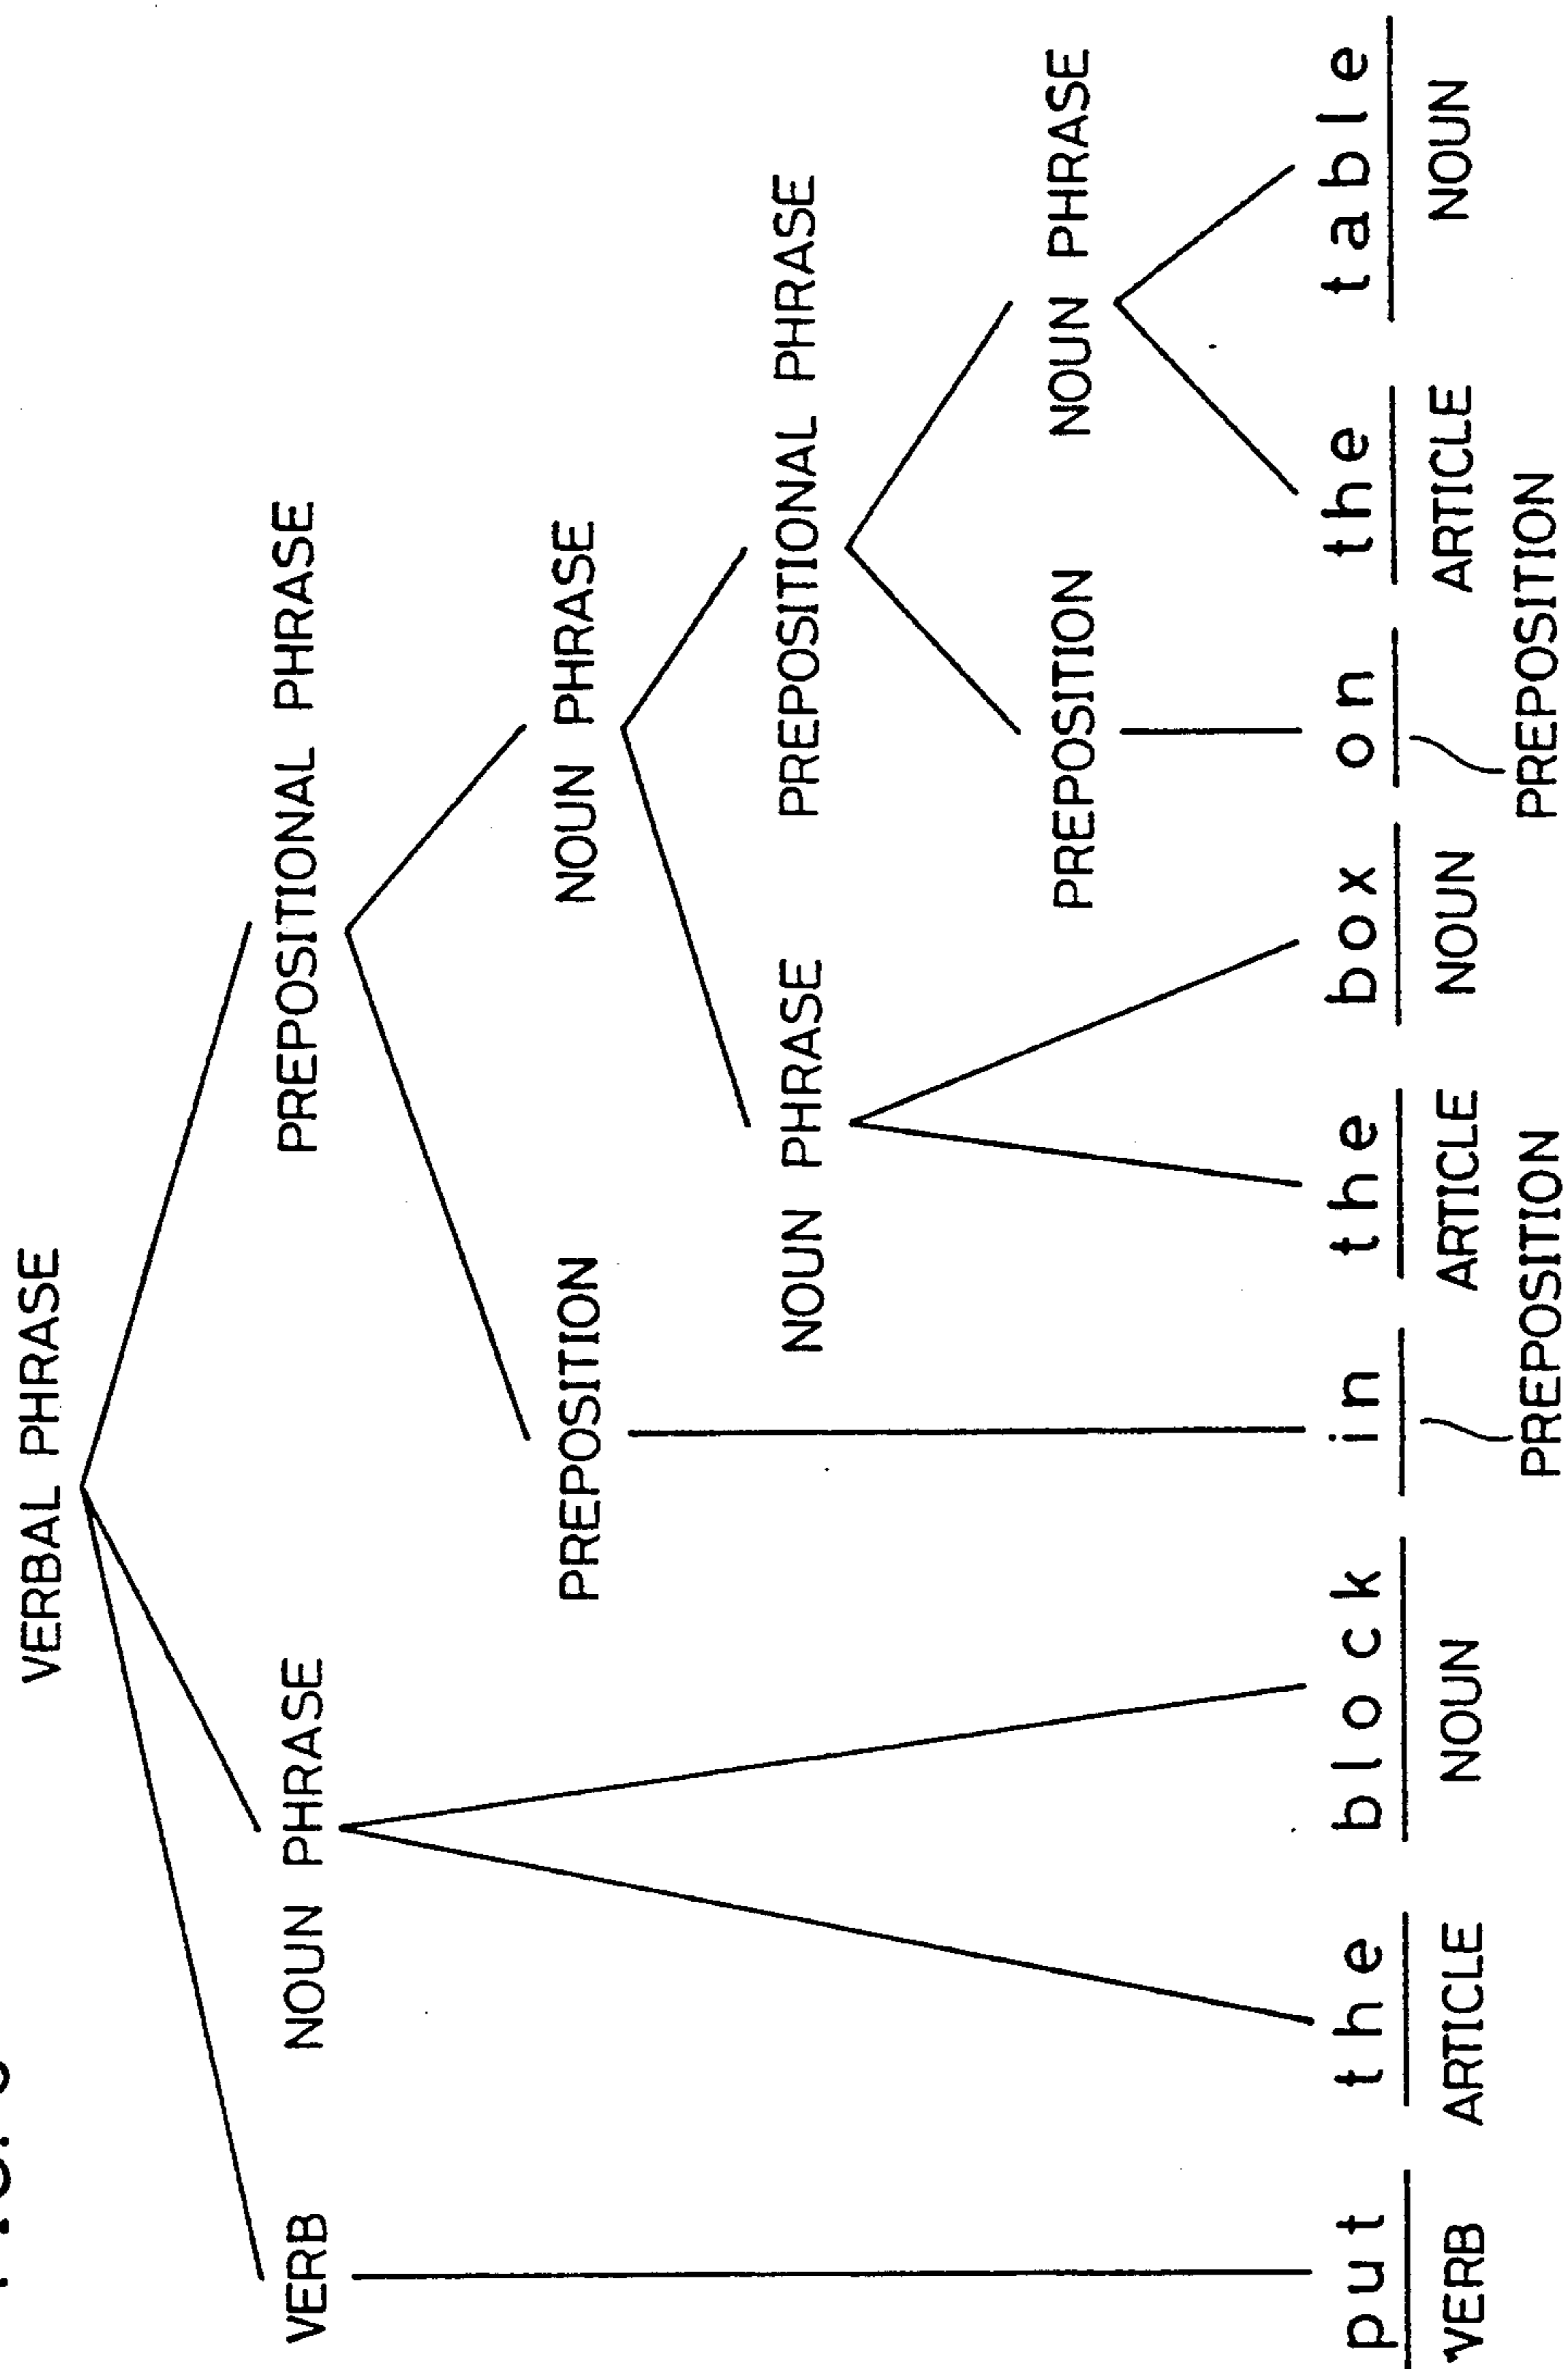 VERBAL PHRASE
VERB NOUN PHRASE PREPOSITIONAL PHRASE
PREPOSITION NOUN PHRASE
NOUN PHRASE PREPOSITIONAL PHRASE
PREPOSITION NOUN PHRASE
put the block in the box on the table
VERB ARTICLE NOUN ARTICLE NOUN ARTICLE NOUN
PREPOSITION PREPOSITION